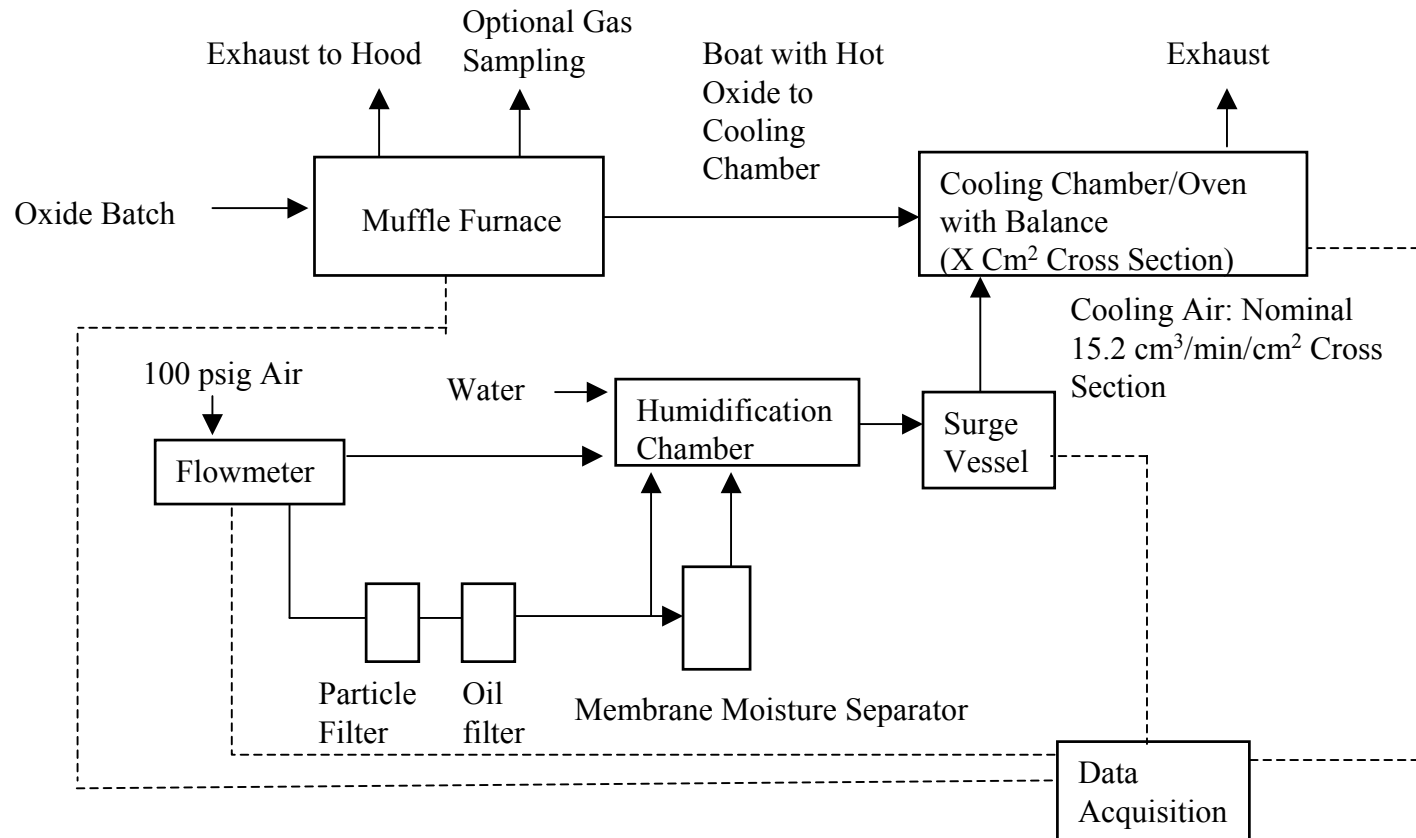 Exhaust to Hood
Optional Gas
Sampling
Boat with Hot
Oxide to
Cooling
Chamber
Exhaust
Oxide Batch
Muffle Furnace
Cooling Chamber/Oven
with Balance
(X Cm² Cross Section)
Cooling Air: Nominal
15.2 cm³/min/cm² Cross
Section
100 psig Air
Water
Humidification
Chamber
Surge
Vessel
Flowmeter
Particle
Filter
Oil
filter
Membrane Moisture Separator
Data
Acquisition